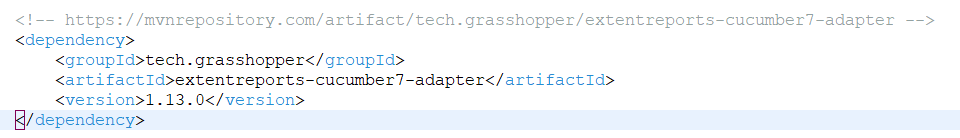 <!-- https://mvnrepository.com/artifact/tech.grasshopper/extentreports-cucumber7-adapter -->
<dependency>
    <groupId>tech.grasshopper</groupId>
    <artifactId>extentreports-cucumber7-adapter</artifactId>
    <version>1.13.0</version>
</dependency>